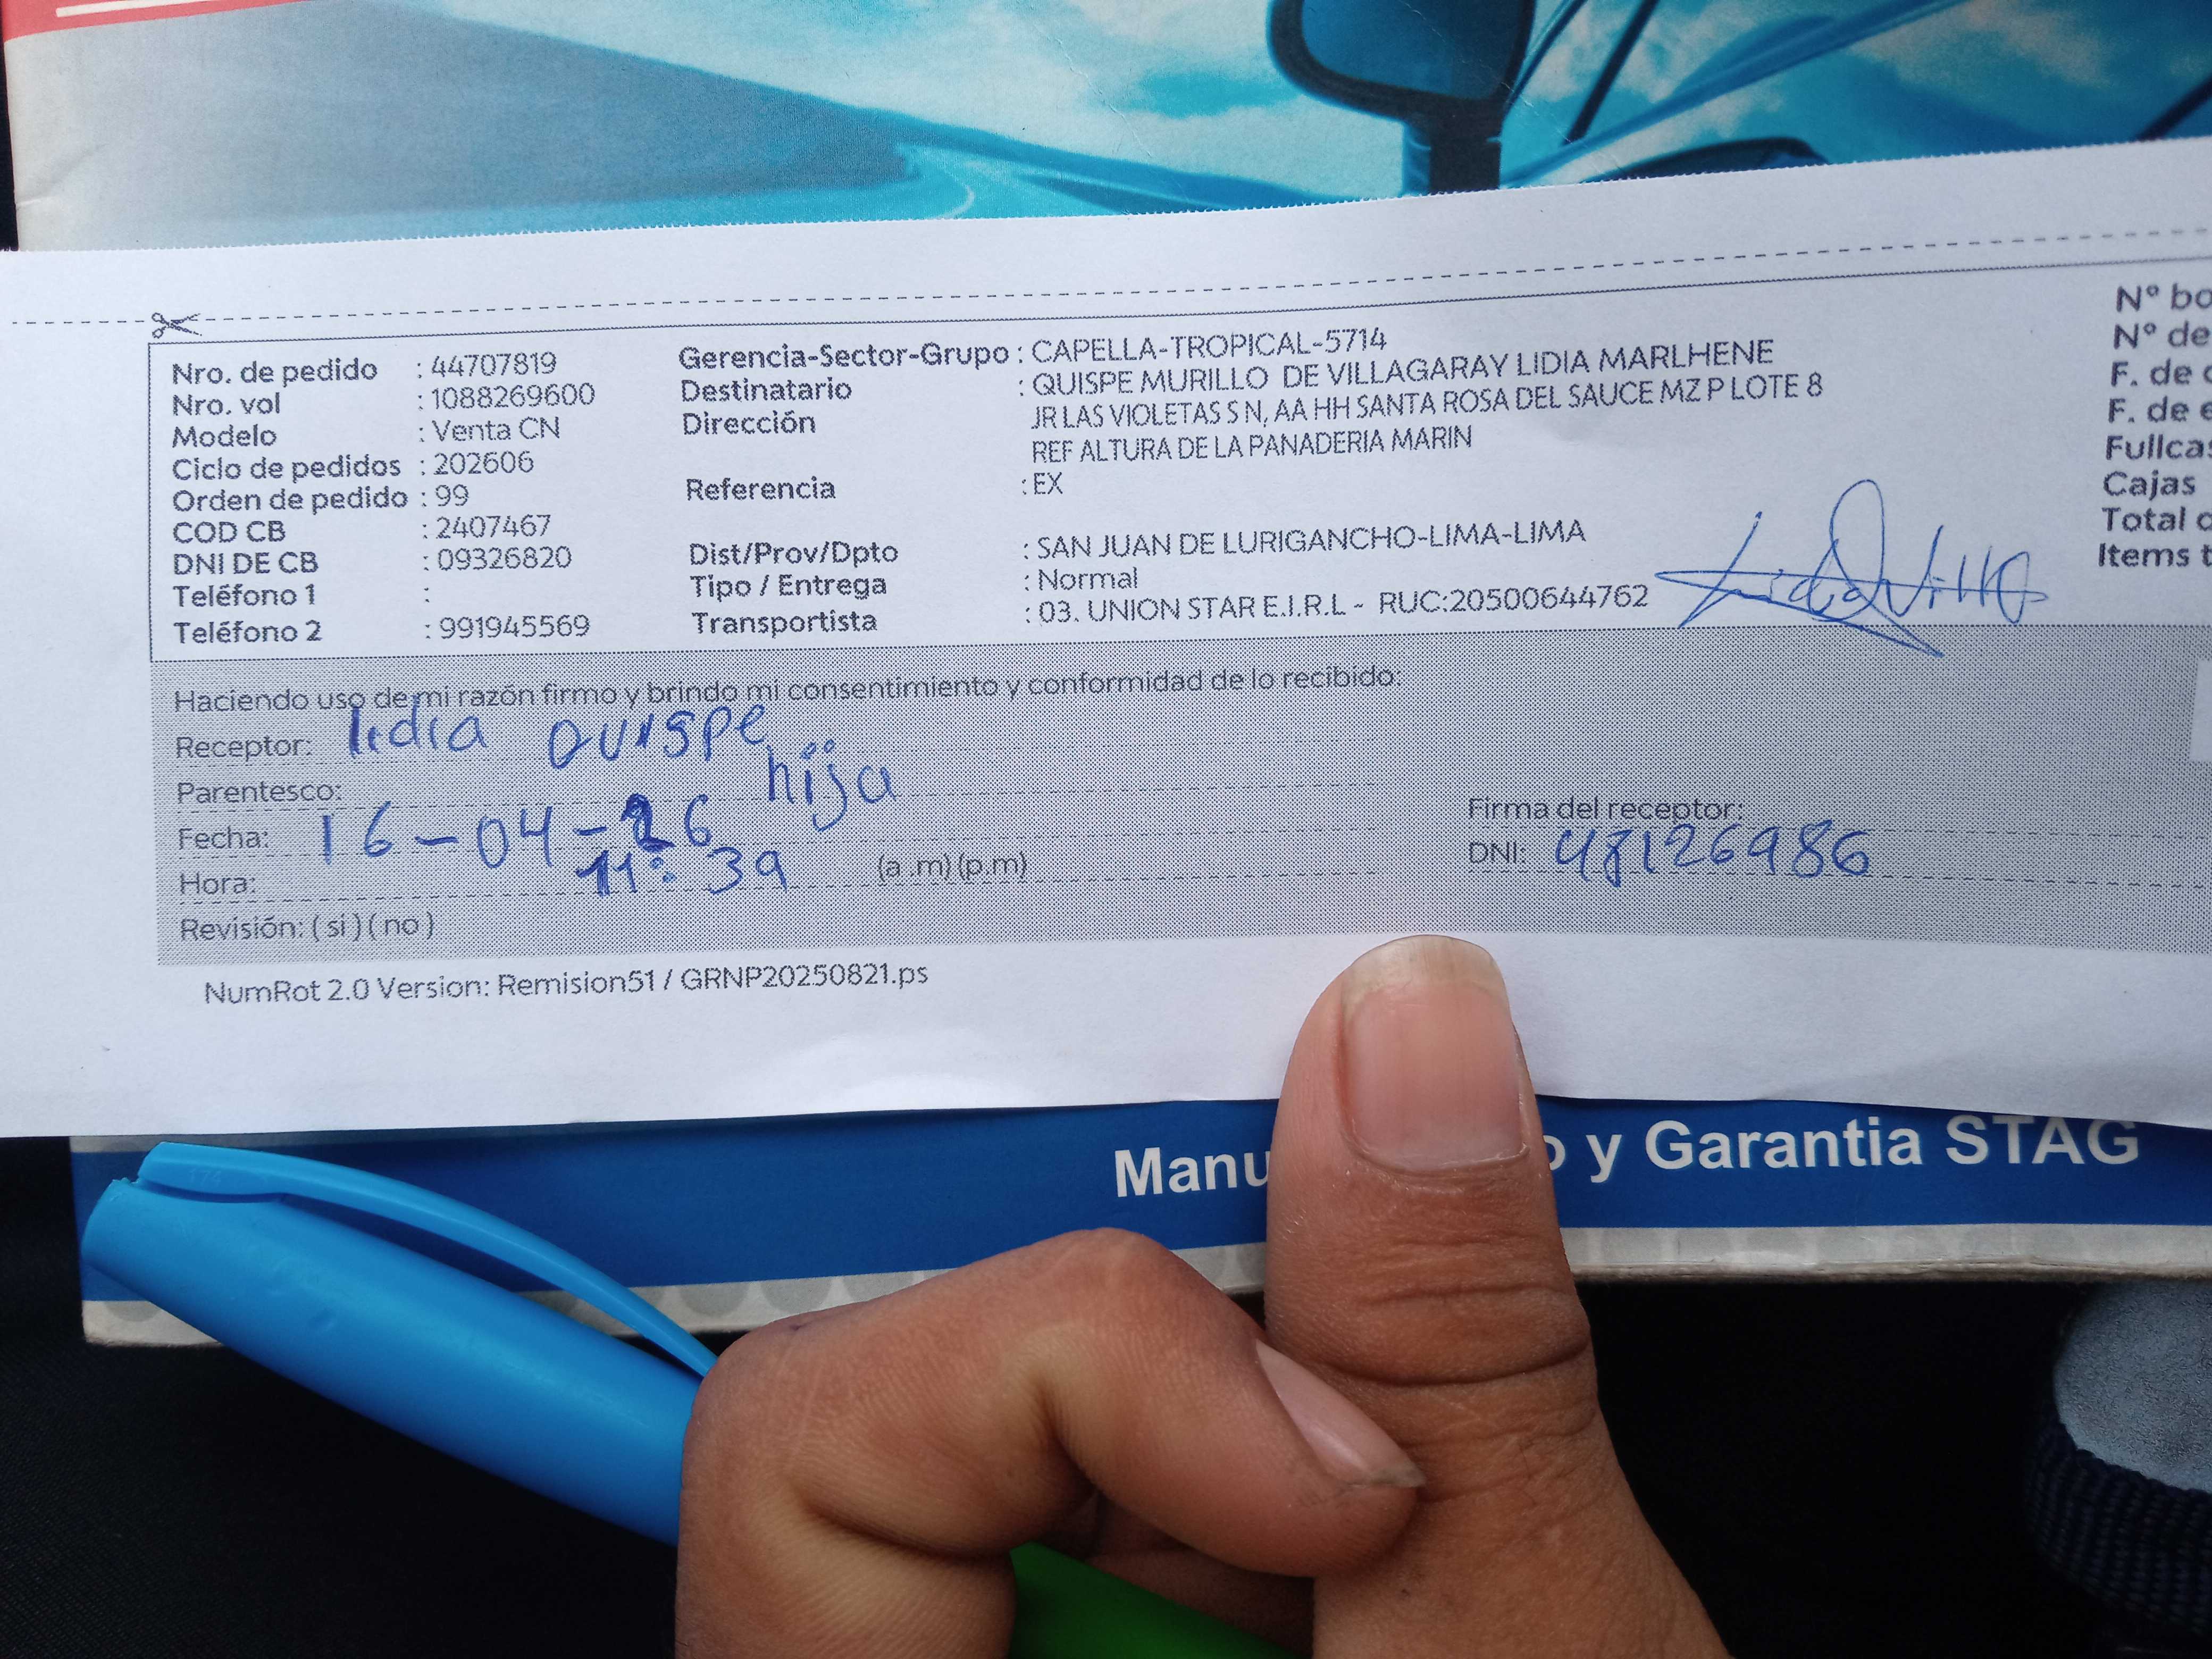 Nro. de pedido : 44707819
Nro. vol : 1088269600
Modelo : Venta CN
Ciclo de pedidos : 202606
Orden de pedido : 99
COD CB : 2407467
DNI DE CB : 09326820
Teléfono 1 :
Teléfono 2 : 991945569
Gerencia-Sector-Grupo : CAPELLA-TROPICAL-5714
Destinatario : QUISPE MURILLO DE VILLAGARAY LIDIA MARLHENE
Dirección JR LAS VIOLETAS S N, AA HH SANTA ROSA DEL SAUCE MZ P LOTE 8
REF ALTURA DE LA PANADERIA MARIN
Referencia : EX
Dist/Prov/Dpto : SAN JUAN DE LURIGANCHO-LIMA-LIMA
Tipo / Entrega : Normal
Transportista : 03. UNION STAR E.I.R.L - RUC:20500644762
Nº bo
Nº de
F. de
F. de e
Fullcas
Cajas
Total
Items t
Haciendo uso de mi razón firmo y brindo mi consentimiento y conformidad de lo recibido:
Receptor: lidia Quispe
Parentesco: hija
Fecha: 16-04-26
Hora: 11:39 (a .m) (p.m)
Revisión: ( si ) ( no )
Firma del receptor:
DNI: 48126986
NumRot 2.0 Version: Remision51 / GRNP20250821.ps
Manu o y Garantia STAG